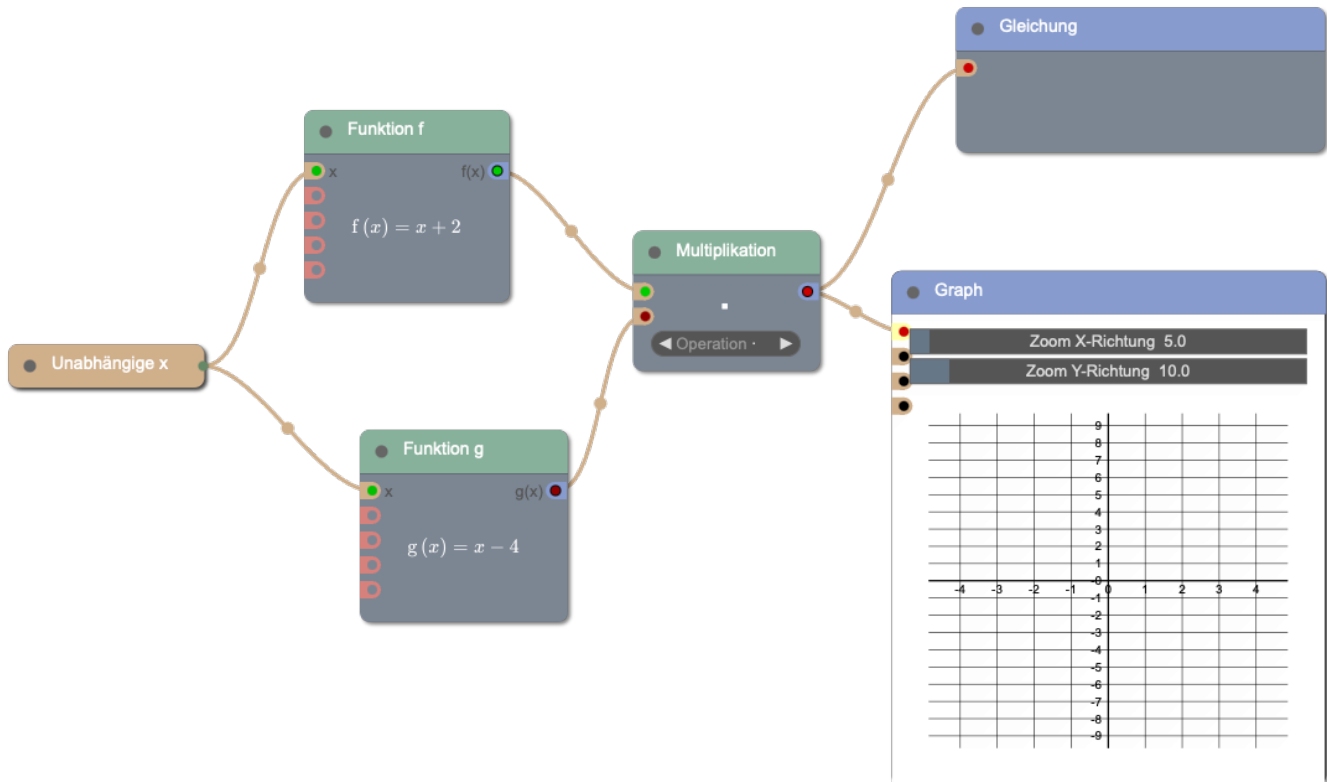 Gleichung
Funktion f
x f(x)
f (x) = x + 2
Multiplikation
·
◀ Operation · ▶
Graph
Zoom X-Richtung 5.0
Zoom Y-Richtung 10.0
Unabhängige x
Funktion g
x g(x)
g (x) = x − 4
9
8
7
6
5
4
3
2
1
-0
-4 -3 -2 -1 0 1 2 3 4
-1
-2
-3
-4
-5
-6
-7
-8
-9